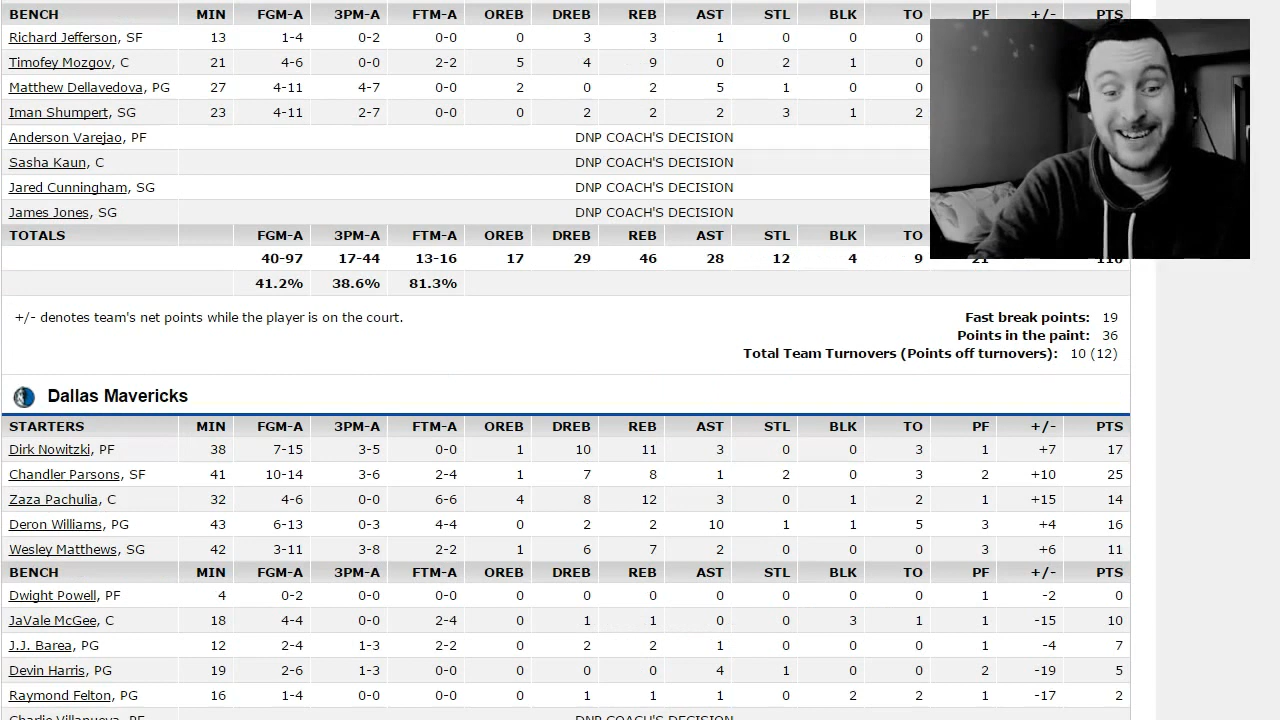 BENCH MIN FGM-A 3PM-A FTM-A OREB DREB REB AST STL BLK TO PF +/- PTS
Richard Jefferson, SF 13 1-4 0-2 0-0 0 3 3 1 0 0 0
Timofey Mozgov, C 21 4-6 0-0 2-2 5 4 9 0 2 1 0
Matthew Dellavedova, PG 27 4-11 4-7 0-0 2 0 2 5 1 0 0
Iman Shumpert, SG 23 4-11 2-7 0-0 0 2 2 2 3 1 2
Anderson Varejao, PF DNP COACH'S DECISION
Sasha Kaun, C DNP COACH'S DECISION
Jared Cunningham, SG DNP COACH'S DECISION
James Jones, SG DNP COACH'S DECISION
TOTALS FGM-A 3PM-A FTM-A OREB DREB REB AST STL BLK TO
40-97 17-44 13-16 17 29 46 28 12 4 9 21 110
41.2% 38.6% 81.3%
+/- denotes team's net points while the player is on the court.
Fast break points: 19
Points in the paint: 36
Total Team Turnovers (Points off turnovers): 10 (12)
Dallas Mavericks
STARTERS MIN FGM-A 3PM-A FTM-A OREB DREB REB AST STL BLK TO PF +/- PTS
Dirk Nowitzki, PF 38 7-15 3-5 0-0 1 10 11 3 0 0 3 1 +7 17
Chandler Parsons, SF 41 10-14 3-6 2-4 1 7 8 1 2 0 3 2 +10 25
Zaza Pachulia, C 32 4-6 0-0 6-6 4 8 12 3 0 1 2 1 +15 14
Deron Williams, PG 43 6-13 0-3 4-4 0 2 2 10 1 1 5 3 +4 16
Wesley Matthews, SG 42 3-11 3-8 2-2 1 6 7 2 0 0 0 3 +6 11
BENCH MIN FGM-A 3PM-A FTM-A OREB DREB REB AST STL BLK TO PF +/- PTS
Dwight Powell, PF 4 0-2 0-0 0-0 0 0 0 0 0 0 0 1 -2 0
JaVale McGee, C 18 4-4 0-0 2-4 0 1 1 0 0 3 1 1 -15 10
J.J. Barea, PG 12 2-4 1-3 2-2 0 2 2 1 0 0 0 1 -4 7
Devin Harris, PG 19 2-6 1-3 0-0 0 0 0 4 1 0 0 2 -19 5
Raymond Felton, PG 16 1-4 0-0 0-0 0 1 1 1 0 2 2 1 -17 2
Charlie Villanueva, PF DNP COACH'S DECISION